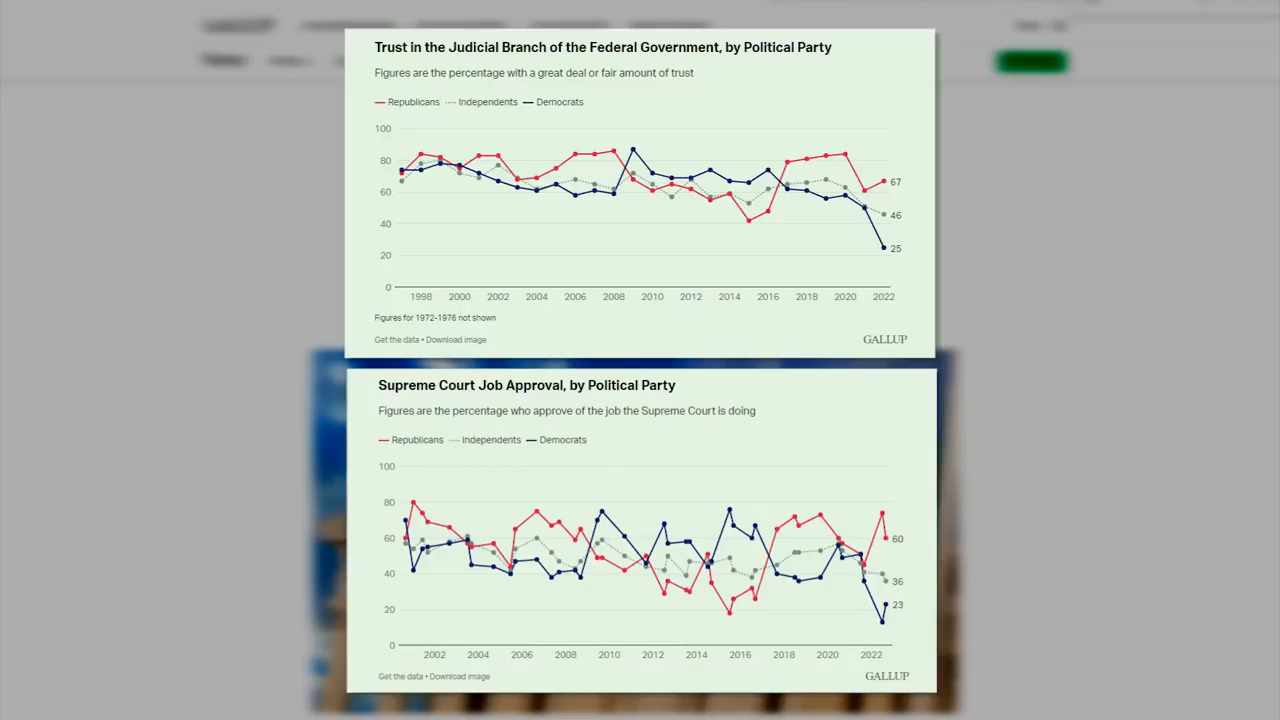 Trust in the Judicial Branch of the Federal Government, by Political Party
Figures are the percentage with a great deal or fair amount of trust
Republicans Independents Democrats
100
80
60
40
20
0
67
46
25
1998 2000 2002 2004 2006 2008 2010 2012 2014 2016 2018 2020 2022
Figures for 1972-1976 not shown
Get the data • Download image GALLUP
Supreme Court Job Approval, by Political Party
Figures are the percentage who approve of the job the Supreme Court is doing
Republicans Independents Democrats
100
80
60
40
20
0
60
36
23
2002 2004 2006 2008 2010 2012 2014 2016 2018 2020 2022
Get the data • Download image GALLUP